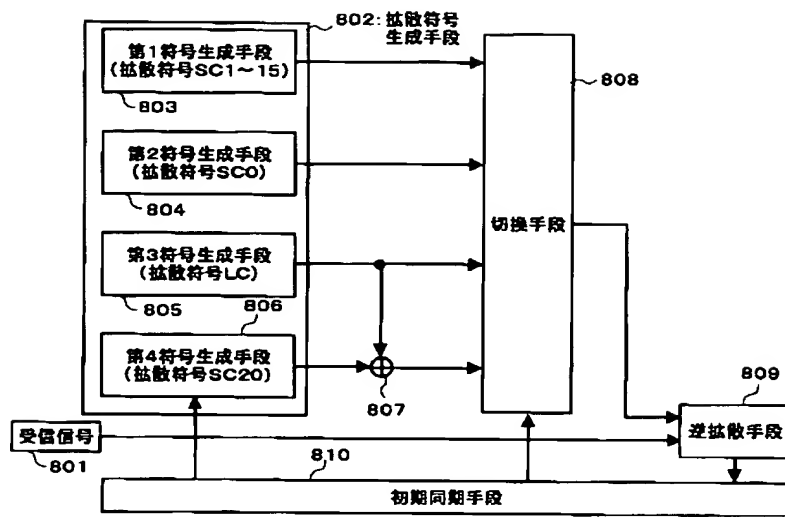 802:拡散符号
生成手段
第1符号生成手段
(拡散符号SC1～15)
803
808
第2符号生成手段
(拡散符号SC0)
804
切換手段
第3符号生成手段
(拡散符号LC)
805
806
第4符号生成手段
(拡散符号SC20)
807
809
受信信号
801
逆拡散手段
810
初期同期手段